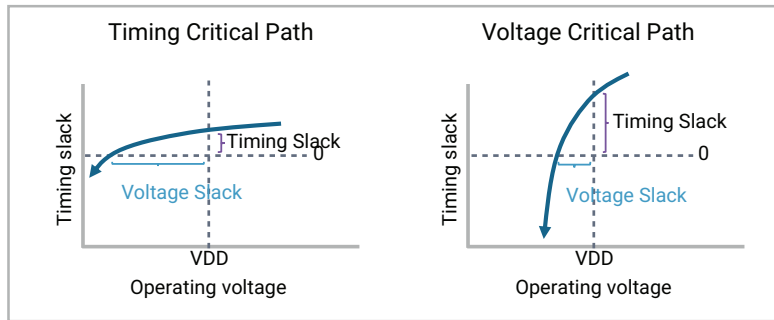 Timing Critical Path
Timing slack
Timing Slack
0
Voltage Slack
VDD
Operating voltage
Voltage Critical Path
Timing slack
Timing Slack
0
Voltage Slack
VDD
Operating voltage